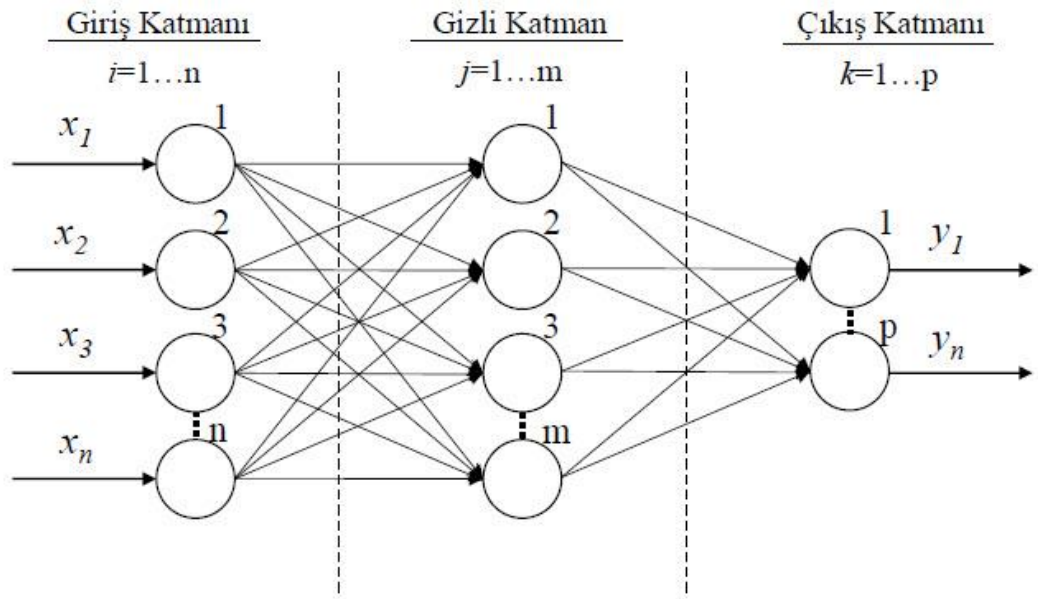 Giriş Katmanı
Gizli Katman
Çıkış Katmanı
i=1…n
j=1…m
k=1…p
x1
1
1
x2
2
2
1
y1
x3
3
3
p
yn
xn
n
m